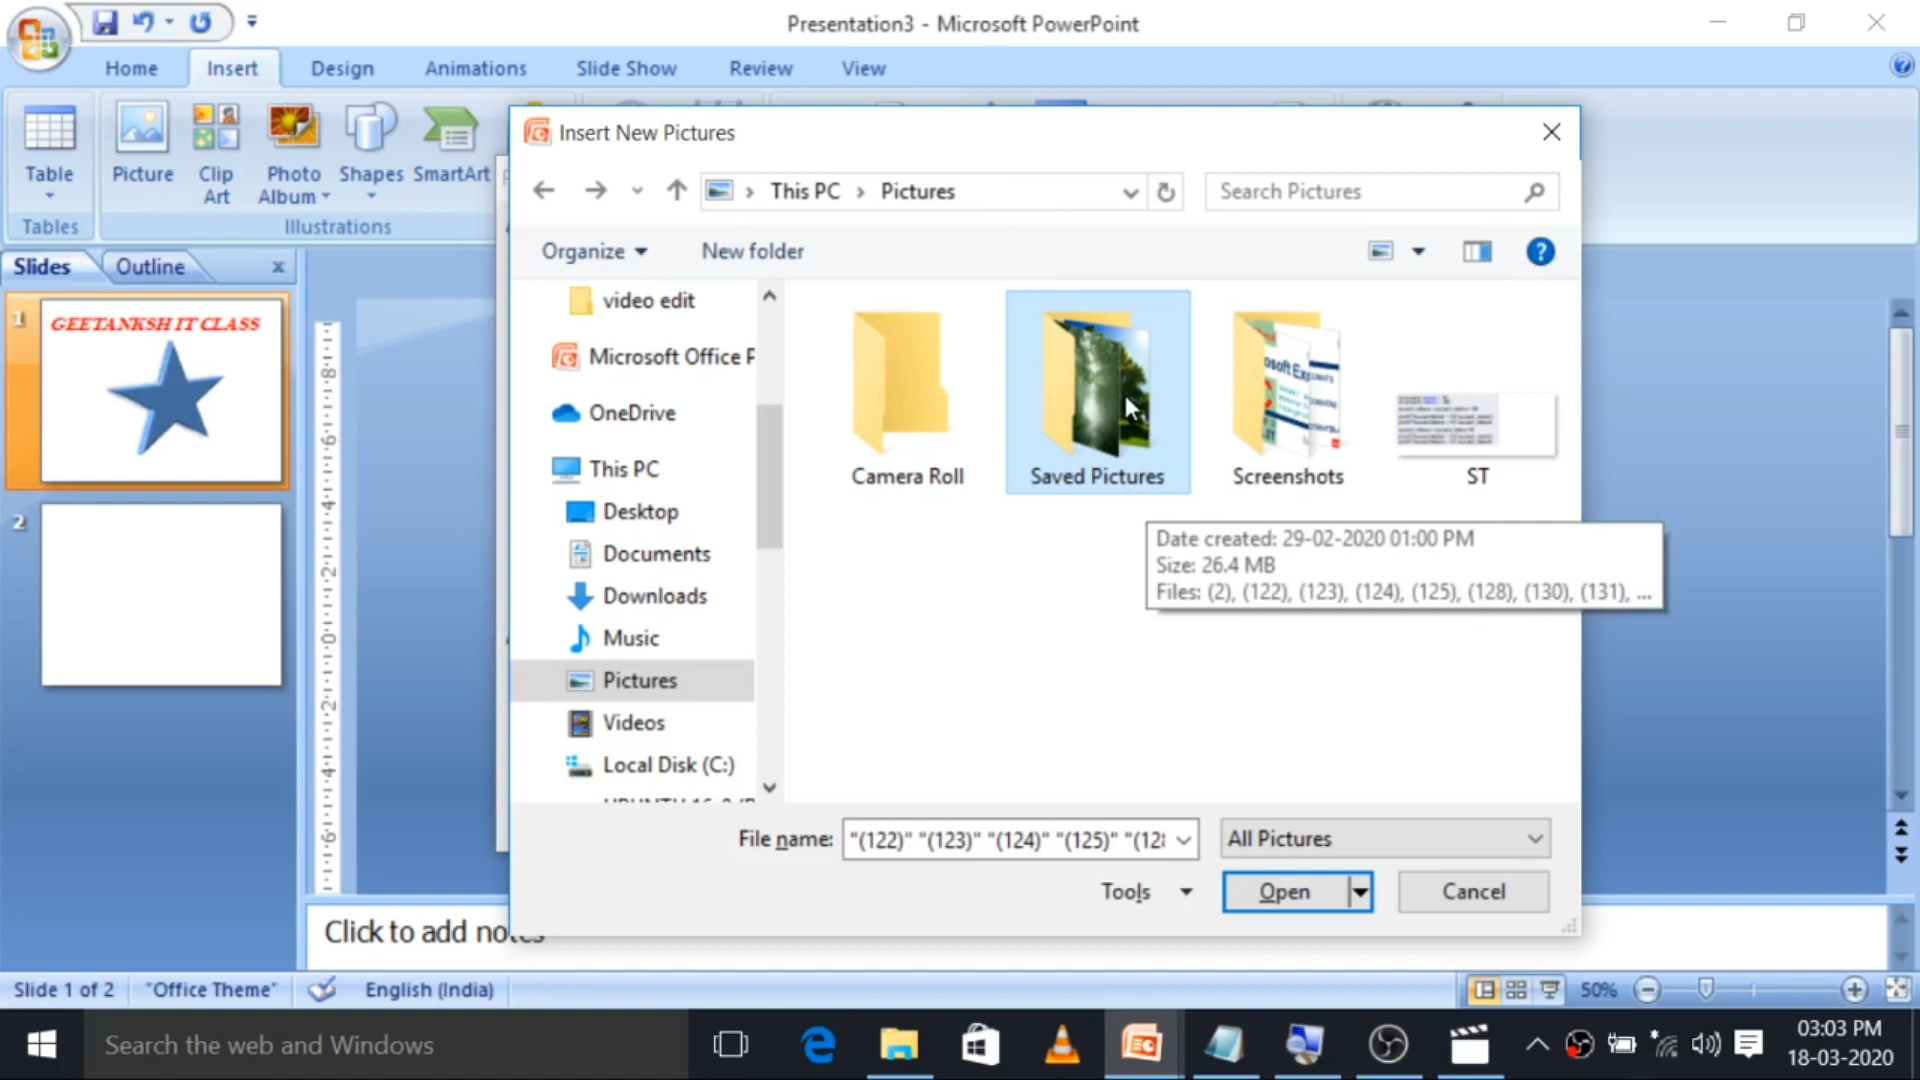 Presentation3 - Microsoft PowerPoint
Home Insert Design Animations Slide Show Review View
Table Picture Clip Art Photo Album Shapes SmartArt
Tables Illustrations
Insert New Pictures
This PC Pictures
Search Pictures
Organize New folder
Slides Outline
1
GEETANKSH IT CLASS
2
video edit
Microsoft Office P
OneDrive
This PC
Desktop
Documents
Downloads
Music
Pictures
Videos
Local Disk (C:)
Camera Roll Saved Pictures Screenshots ST
Date created: 29-02-2020 01:00 PM
Size: 26.4 MB
Files: (2), (122), (123), (124), (125), (128), (130), (131), ...
File name: "(122)" "(123)" "(124)" "(125)" "(128
All Pictures
Tools Open Cancel
Click to add notes
Slide 1 of 2 "Office Theme" English (India) 50%
Search the web and Windows
03:03 PM
18-03-2020